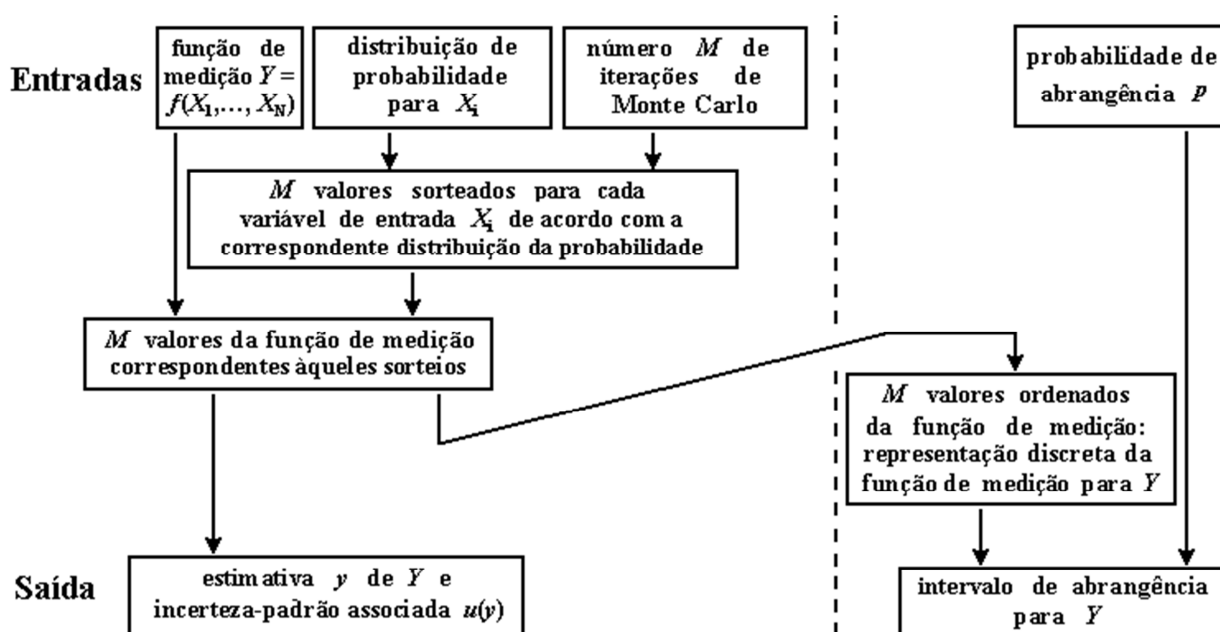 Entradas
função de
medição Y =
f(X1,..., XN)
distribuição de
probabilidade
para Xi
número M de
iterações de
Monte Carlo
probabilidade de
abrangência p
M valores sorteados para cada
variável de entrada Xi de acordo com a
correspondente distribuição da probabilidade
M valores da função de medição
correspondentes àqueles sorteios
M valores ordenados
da função de medição:
representação discreta da
função de medição para Y
Saída
estimativa y de Y e
incerteza-padrão associada u(y)
intervalo de abrangência
para Y